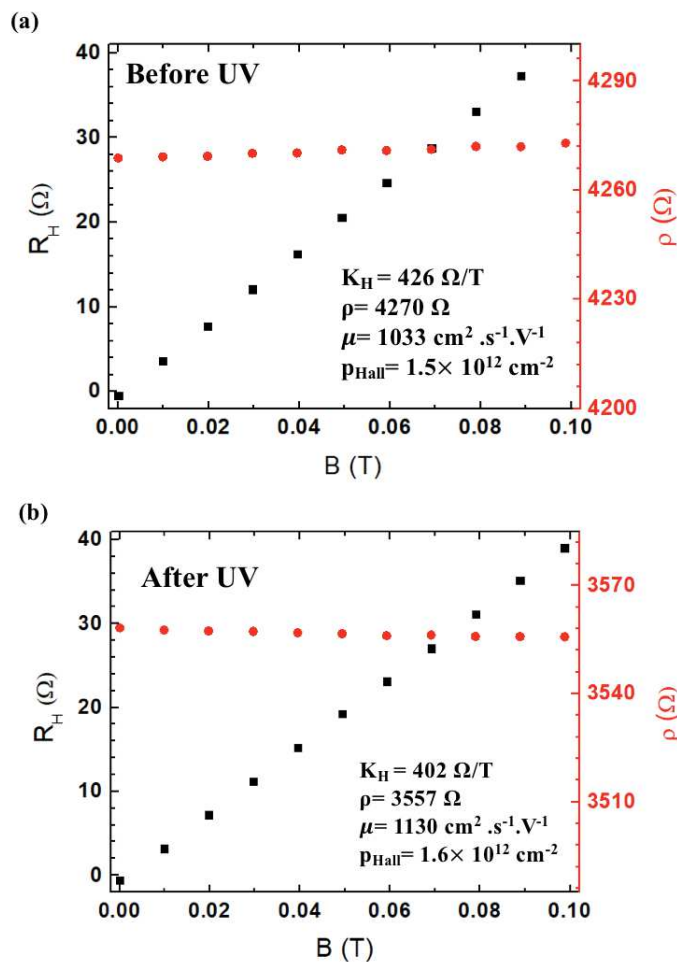 (a)
Before UV
40
30
20
10
0
R_H (Ω)
4290
4260
4230
4200
ρ (Ω)
K_H = 426 Ω/T
ρ= 4270 Ω
μ= 1033 cm² .s⁻¹.V⁻¹
p_Hall= 1.5× 10¹² cm⁻²
0.00 0.02 0.04 0.06 0.08 0.10
B (T)
(b)
After UV
40
30
20
10
0
R_H (Ω)
3570
3540
3510
ρ (Ω)
K_H = 402 Ω/T
ρ= 3557 Ω
μ= 1130 cm² .s⁻¹.V⁻¹
p_Hall= 1.6× 10¹² cm⁻²
0.00 0.02 0.04 0.06 0.08 0.10
B (T)